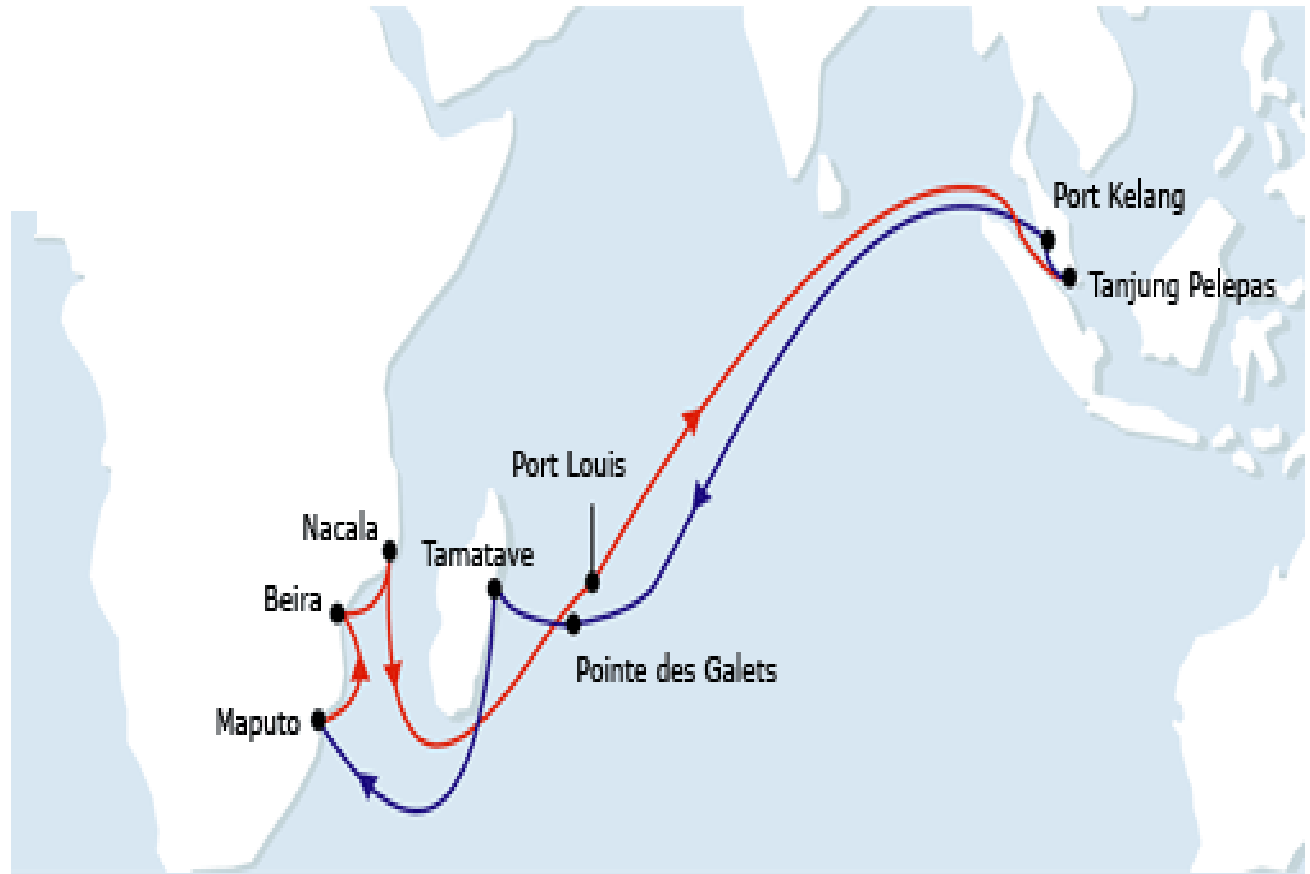 Port Kelang
Tanjung Pelepas
Port Louis
Nacala
Tamatave
Beira
Pointe des Galets
Maputo